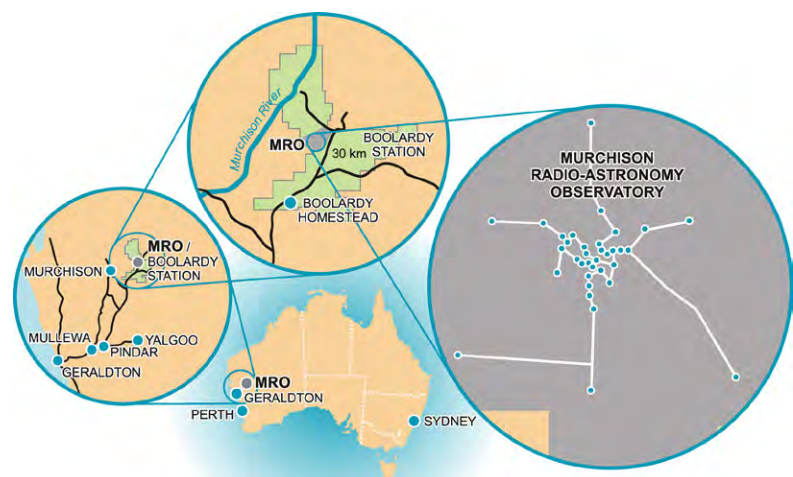 Murchison River
MRO
BOOLARDY
STATION
30 km
BOOLARDY
HOMESTEAD
MURCHISON
RADIO-ASTRONOMY
OBSERVATORY
MRO /
BOOLARDY
STATION
MURCHISON
MULLEWA
YALGOO
PINDAR
GERALDTON
MRO
GERALDTON
PERTH
SYDNEY